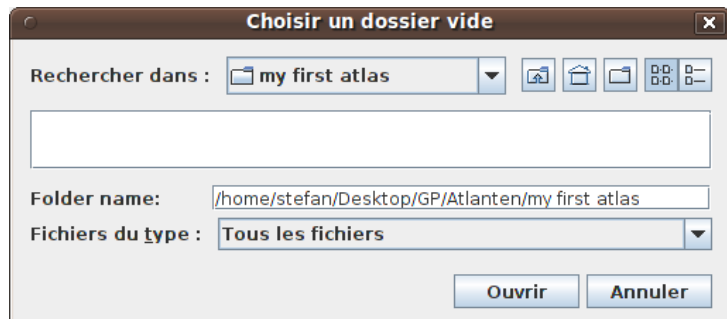 Choisir un dossier vide
Rechercher dans : my first atlas
Folder name: /home/stefan/Desktop/GP/Atlanten/my first atlas
Fichiers du type : Tous les fichiers
Ouvrir Annuler